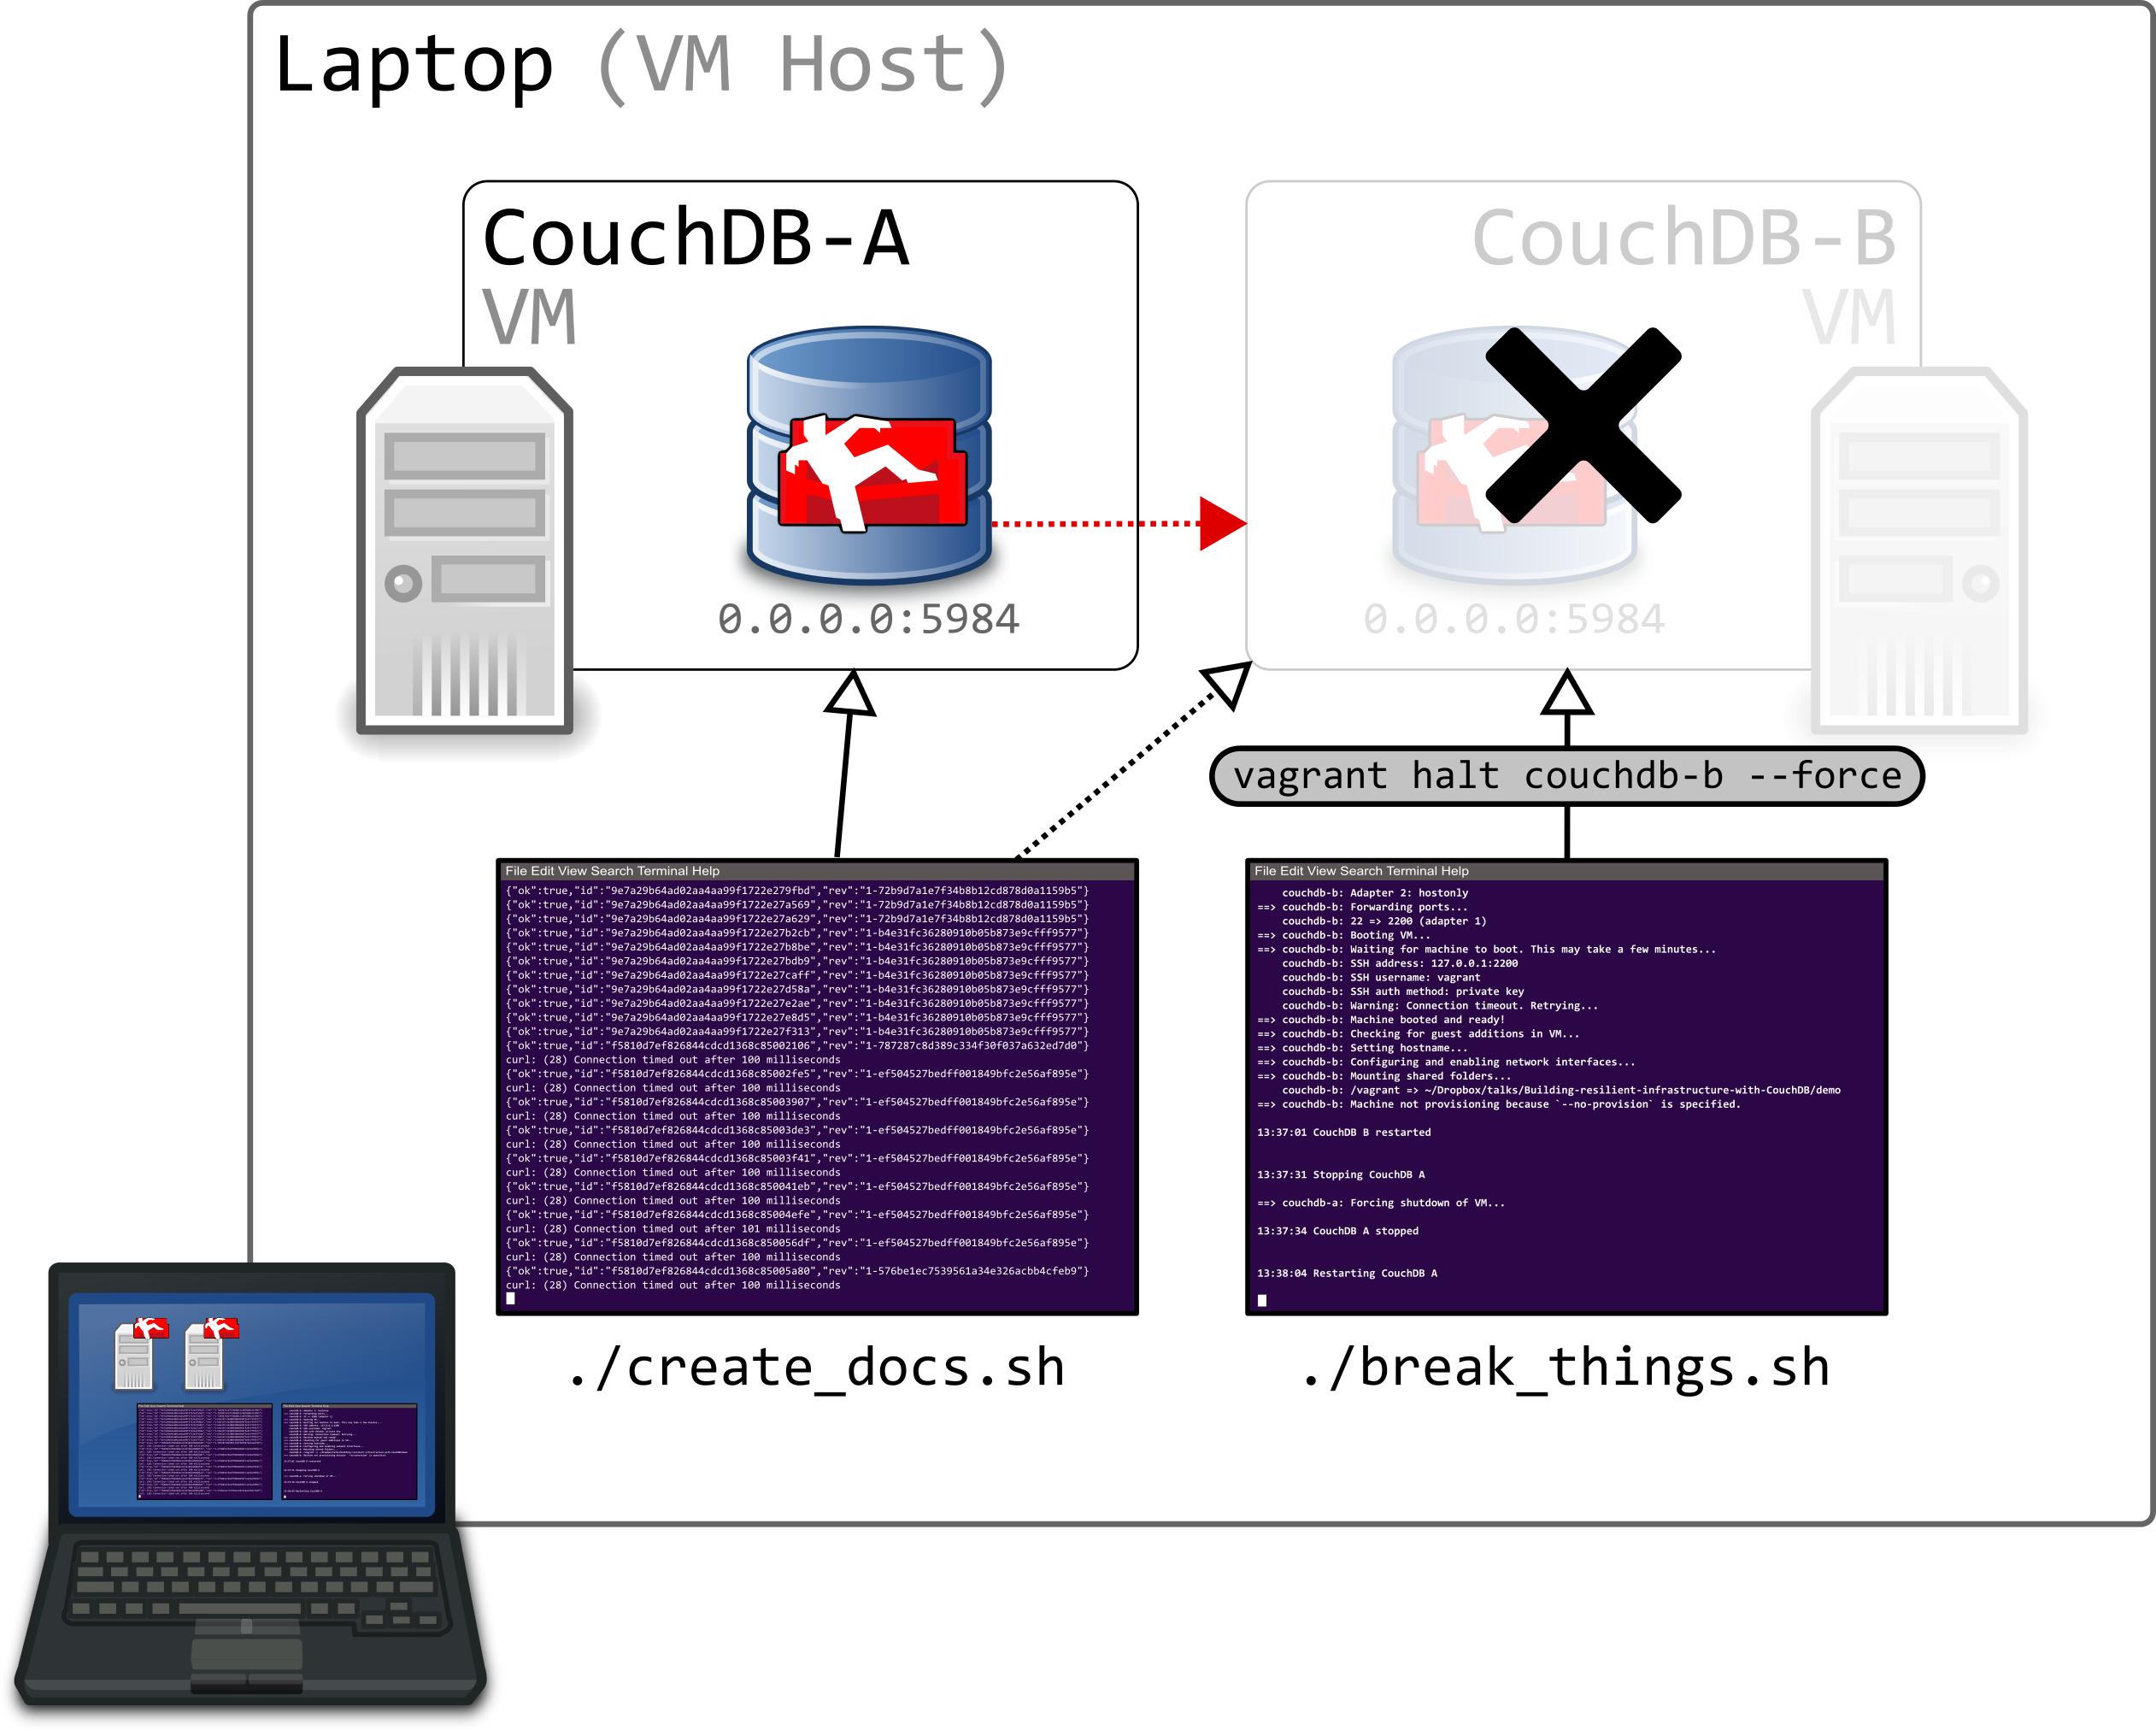 Laptop (VM Host)
CouchDB-A
VM
0.0.0.0:5984
CouchDB-B
VM
0.0.0.0:5984
vagrant halt couchdb-b --force
File Edit View Search Terminal Help
{"ok":true,"id":"9e7a29b64ad02aa4aa99f1722e279fbd","rev":"1-72b9d7a1e7f34b8b12cd878d0a1159b5"}
{"ok":true,"id":"9e7a29b64ad02aa4aa99f1722e27a569","rev":"1-72b9d7a1e7f34b8b12cd878d0a1159b5"}
{"ok":true,"id":"9e7a29b64ad02aa4aa99f1722e27a629","rev":"1-72b9d7a1e7f34b8b12cd878d0a1159b5"}
{"ok":true,"id":"9e7a29b64ad02aa4aa99f1722e27b2cb","rev":"1-b4e31fc36280910b05b873e9cfff9577"}
{"ok":true,"id":"9e7a29b64ad02aa4aa99f1722e27b8be","rev":"1-b4e31fc36280910b05b873e9cfff9577"}
{"ok":true,"id":"9e7a29b64ad02aa4aa99f1722e27bdb9","rev":"1-b4e31fc36280910b05b873e9cfff9577"}
{"ok":true,"id":"9e7a29b64ad02aa4aa99f1722e27caff","rev":"1-b4e31fc36280910b05b873e9cfff9577"}
{"ok":true,"id":"9e7a29b64ad02aa4aa99f1722e27d58a","rev":"1-b4e31fc36280910b05b873e9cfff9577"}
{"ok":true,"id":"9e7a29b64ad02aa4aa99f1722e27e2ae","rev":"1-b4e31fc36280910b05b873e9cfff9577"}
{"ok":true,"id":"9e7a29b64ad02aa4aa99f1722e27e8d5","rev":"1-b4e31fc36280910b05b873e9cfff9577"}
{"ok":true,"id":"9e7a29b64ad02aa4aa99f1722e27f313","rev":"1-b4e31fc36280910b05b873e9cfff9577"}
{"ok":true,"id":"f5810d7ef826844cdcd1368c85002106","rev":"1-787287c8d389c334f30f037a632ed7d0"}
curl: (28) Connection timed out after 100 milliseconds
{"ok":true,"id":"f5810d7ef826844cdcd1368c85002fe5","rev":"1-ef504527bedff001849bfc2e56af895e"}
curl: (28) Connection timed out after 100 milliseconds
{"ok":true,"id":"f5810d7ef826844cdcd1368c85003907","rev":"1-ef504527bedff001849bfc2e56af895e"}
curl: (28) Connection timed out after 100 milliseconds
{"ok":true,"id":"f5810d7ef826844cdcd1368c85003de3","rev":"1-ef504527bedff001849bfc2e56af895e"}
curl: (28) Connection timed out after 100 milliseconds
{"ok":true,"id":"f5810d7ef826844cdcd1368c85003f41","rev":"1-ef504527bedff001849bfc2e56af895e"}
curl: (28) Connection timed out after 100 milliseconds
{"ok":true,"id":"f5810d7ef826844cdcd1368c850041eb","rev":"1-ef504527bedff001849bfc2e56af895e"}
curl: (28) Connection timed out after 100 milliseconds
{"ok":true,"id":"f5810d7ef826844cdcd1368c85004efe","rev":"1-ef504527bedff001849bfc2e56af895e"}
curl: (28) Connection timed out after 101 milliseconds
{"ok":true,"id":"f5810d7ef826844cdcd1368c850056df","rev":"1-ef504527bedff001849bfc2e56af895e"}
curl: (28) Connection timed out after 100 milliseconds
{"ok":true,"id":"f5810d7ef826844cdcd1368c85005a80","rev":"1-576be1ec7539561a34e326acbb4cfeb9"}
curl: (28) Connection timed out after 100 milliseconds
./create_docs.sh
File Edit View Search Terminal Help
couchdb-b: Adapter 2: hostonly
==> couchdb-b: Forwarding ports...
couchdb-b: 22 => 2200 (adapter 1)
==> couchdb-b: Booting VM...
==> couchdb-b: Waiting for machine to boot. This may take a few minutes...
couchdb-b: SSH address: 127.0.0.1:2200
couchdb-b: SSH username: vagrant
couchdb-b: SSH auth method: private key
couchdb-b: Warning: Connection timeout. Retrying...
==> couchdb-b: Machine booted and ready!
==> couchdb-b: Checking for guest additions in VM...
==> couchdb-b: Setting hostname...
==> couchdb-b: Configuring and enabling network interfaces...
==> couchdb-b: Mounting shared folders...
couchdb-b: /vagrant => ~/Dropbox/talks/Building-resilient-infrastructure-with-CouchDB/demo
==> couchdb-b: Machine not provisioning because `--no-provision` is specified.
13:37:01 CouchDB B restarted
13:37:31 Stopping CouchDB A
==> couchdb-a: Forcing shutdown of VM...
13:37:34 CouchDB A stopped
13:38:04 Restarting CouchDB A
./break_things.sh